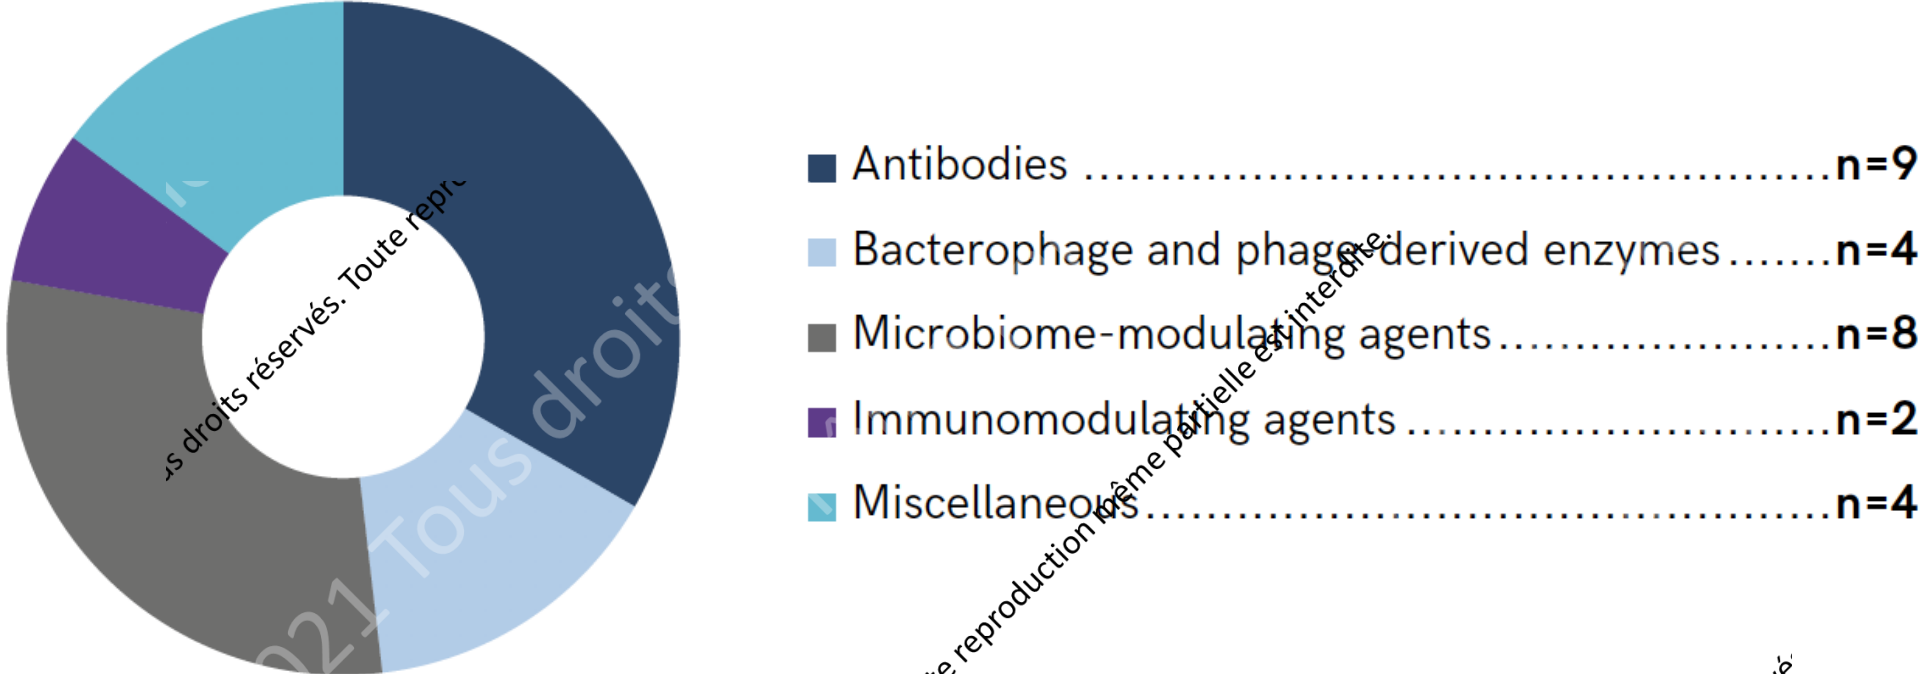 Antibodies ........................................ n=9
Bacterophage and phage-derived enzymes ....... n=4
Microbiome-modulating agents .................. n=8
Immunomodulating agents ....................... n=2
Miscellaneous ..................................... n=4
droits réservés. Toute
reproduction même partielle est interdite.
021 Tous droits